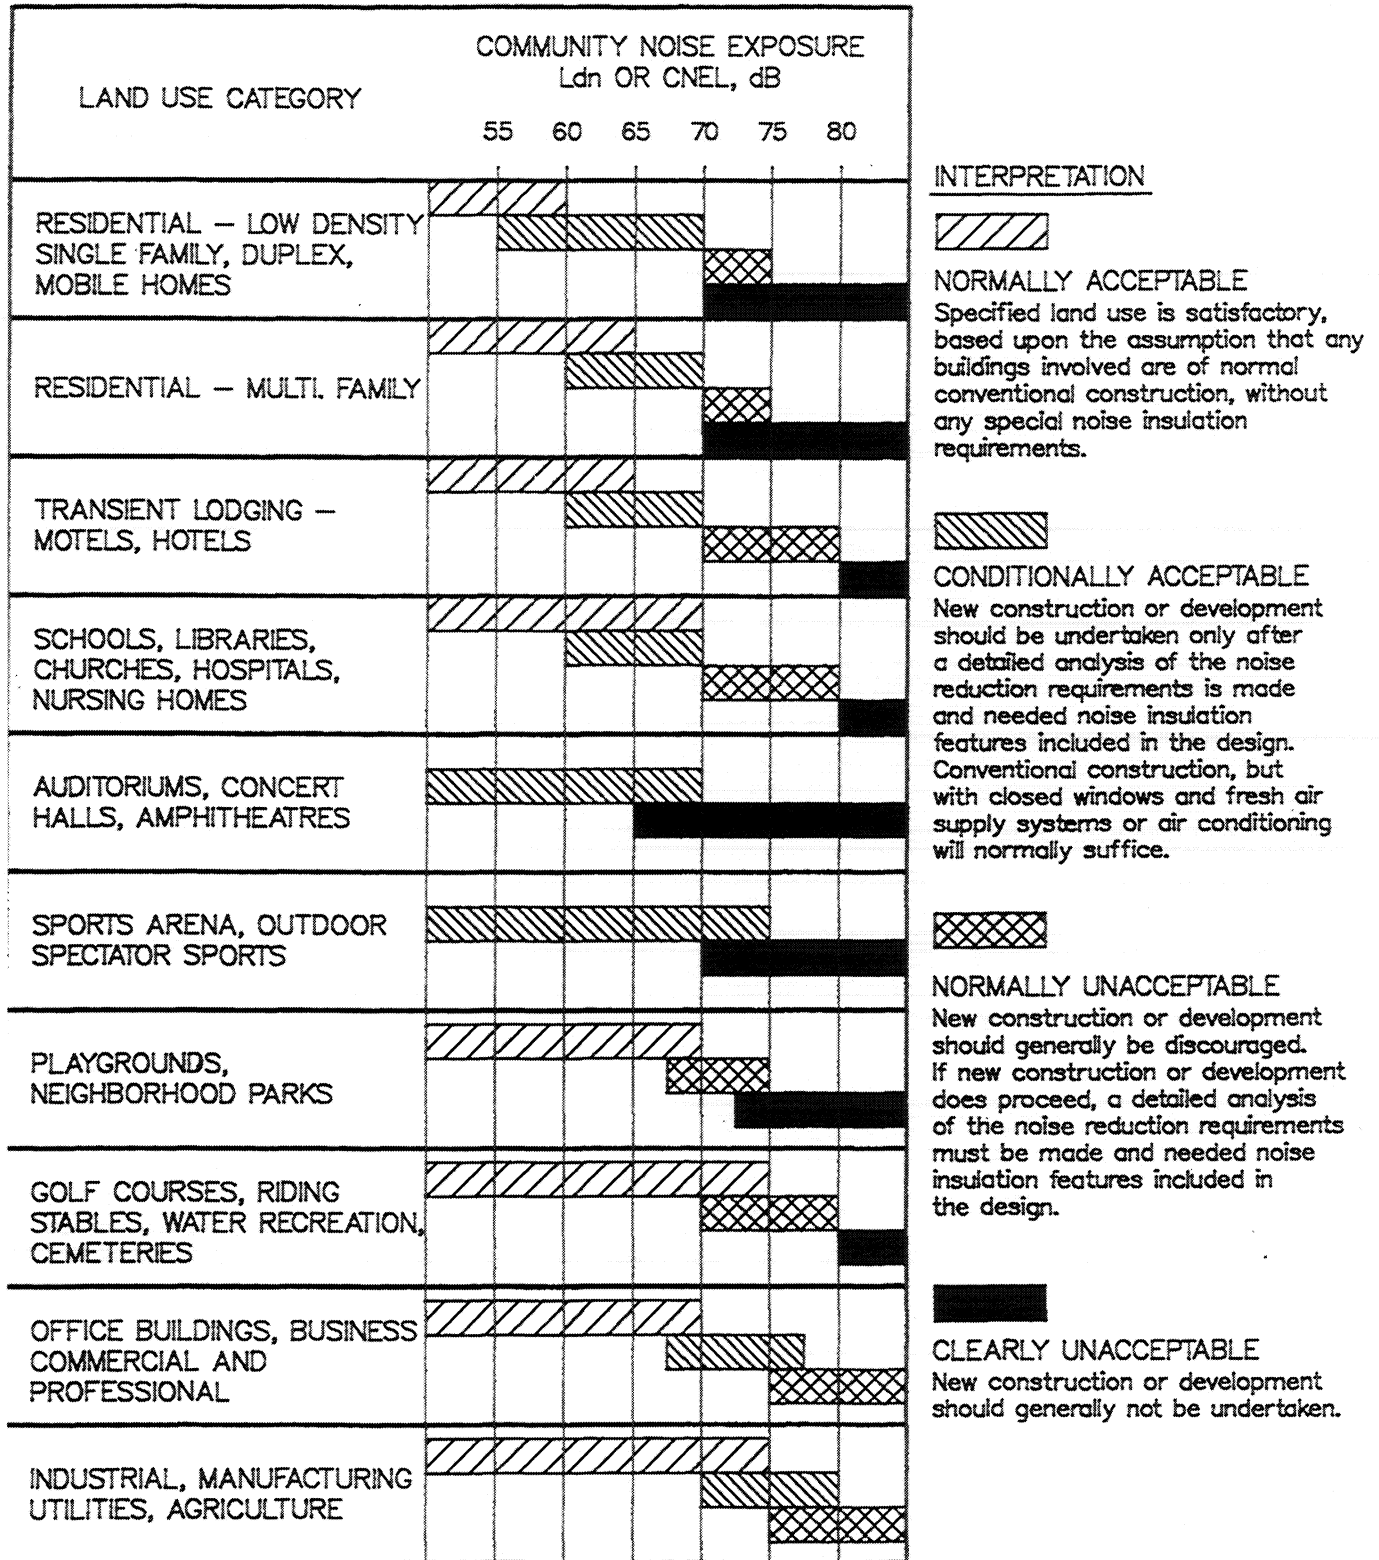 LAND USE CATEGORY
COMMUNITY NOISE EXPOSURE
Ldn OR CNEL, dB
55 60 65 70 75 80
RESIDENTIAL – LOW DENSITY
SINGLE FAMILY, DUPLEX,
MOBILE HOMES
RESIDENTIAL – MULTI. FAMILY
TRANSIENT LODGING –
MOTELS, HOTELS
SCHOOLS, LIBRARIES,
CHURCHES, HOSPITALS,
NURSING HOMES
AUDITORIUMS, CONCERT
HALLS, AMPHITHEATRES
SPORTS ARENA, OUTDOOR
SPECTATOR SPORTS
PLAYGROUNDS,
NEIGHBORHOOD PARKS
GOLF COURSES, RIDING
STABLES, WATER RECREATION,
CEMETERIES
OFFICE BUILDINGS, BUSINESS
COMMERCIAL AND
PROFESSIONAL
INDUSTRIAL, MANUFACTURING
UTILITIES, AGRICULTURE
INTERPRETATION
NORMALLY ACCEPTABLE
Specified land use is satisfactory,
based upon the assumption that any
buildings involved are of normal
conventional construction, without
any special noise insulation
requirements.
CONDITIONALLY ACCEPTABLE
New construction or development
should be undertaken only after
a detailed analysis of the noise
reduction requirements is made
and needed noise insulation
features included in the design.
Conventional construction, but
with closed windows and fresh air
supply systems or air conditioning
will normally suffice.
NORMALLY UNACCEPTABLE
New construction or development
should generally be discouraged.
If new construction or development
does proceed, a detailed analysis
of the noise reduction requirements
must be made and needed noise
insulation features included in
the design.
CLEARLY UNACCEPTABLE
New construction or development
should generally not be undertaken.